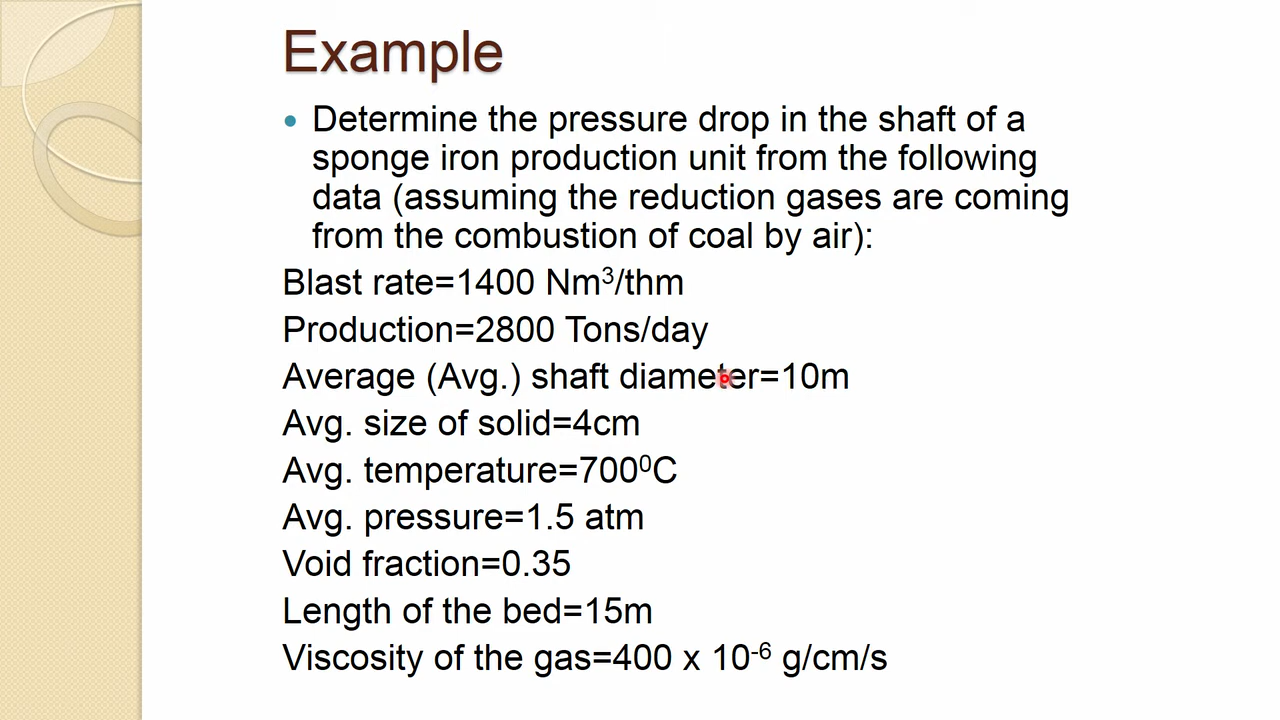 Example
• Determine the pressure drop in the shaft of a
sponge iron production unit from the following
data (assuming the reduction gases are coming
from the combustion of coal by air):
Blast rate=1400 Nm³/thm
Production=2800 Tons/day
Average (Avg.) shaft diameter=10m
Avg. size of solid=4cm
Avg. temperature=700⁰C
Avg. pressure=1.5 atm
Void fraction=0.35
Length of the bed=15m
Viscosity of the gas=400 x 10⁻⁶ g/cm/s